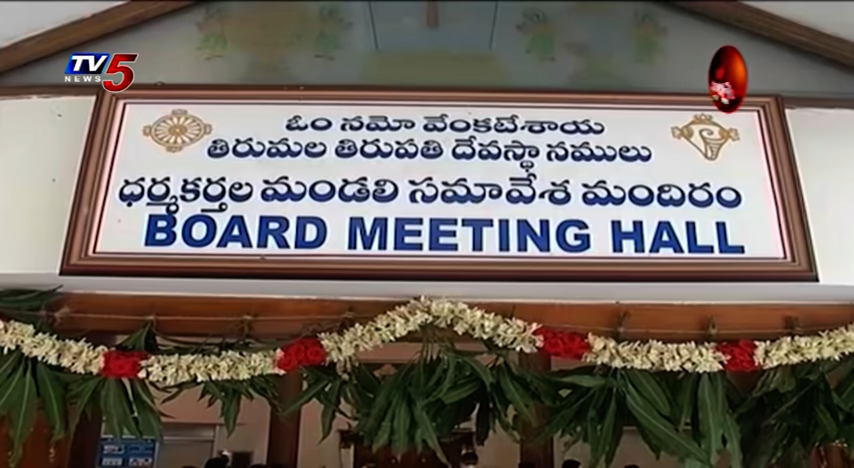 TV5
NEWS
ఓం నమో వేంకటేశాయ
తిరుమల తిరుపతి దేవస్థానములు
ధర్మకర్తల మండలి సమావేశ మందిరం
BOARD MEETING HALL